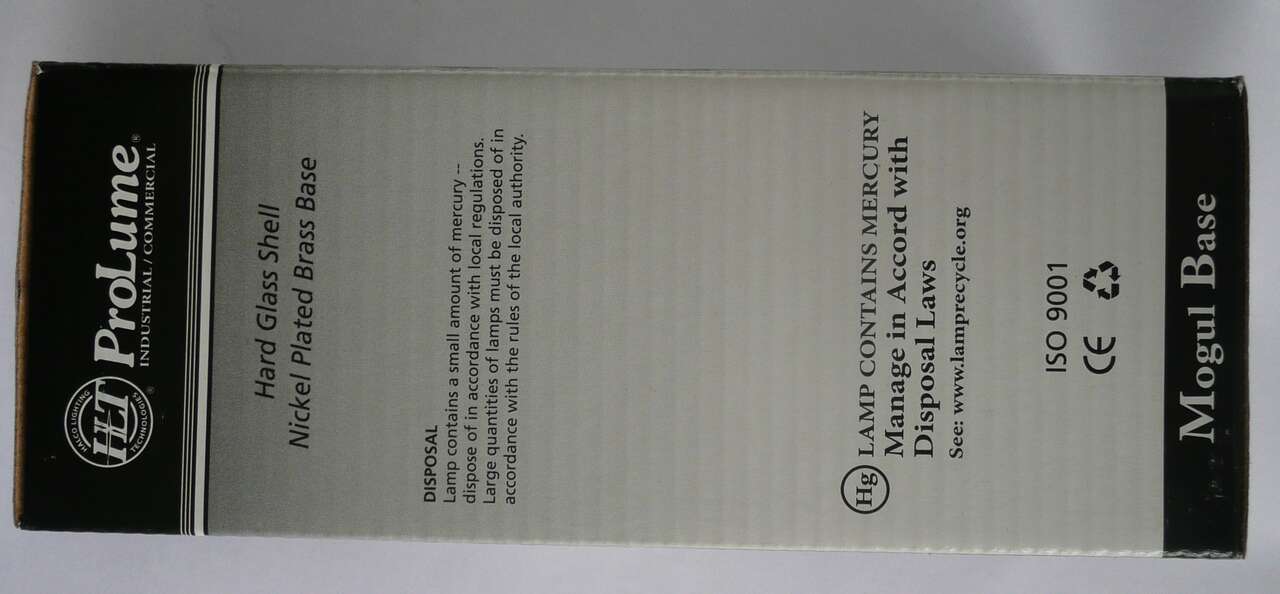 HALCO LIGHTING
HLT
TECHNOLOGIES ®
ProLume®
INDUSTRIAL / COMMERCIAL
Hard Glass Shell
Nickel Plated Brass Base
DISPOSAL
Lamp contains a small amount of mercury --
dispose of in accordance with local regulations.
Large quantities of lamps must be disposed of in
accordance with the rules of the local authority.
Hg LAMP CONTAINS MERCURY
Manage in Accord with
Disposal Laws
See: www.lamprecycle.org
ISO 9001
CE
Mogul Base